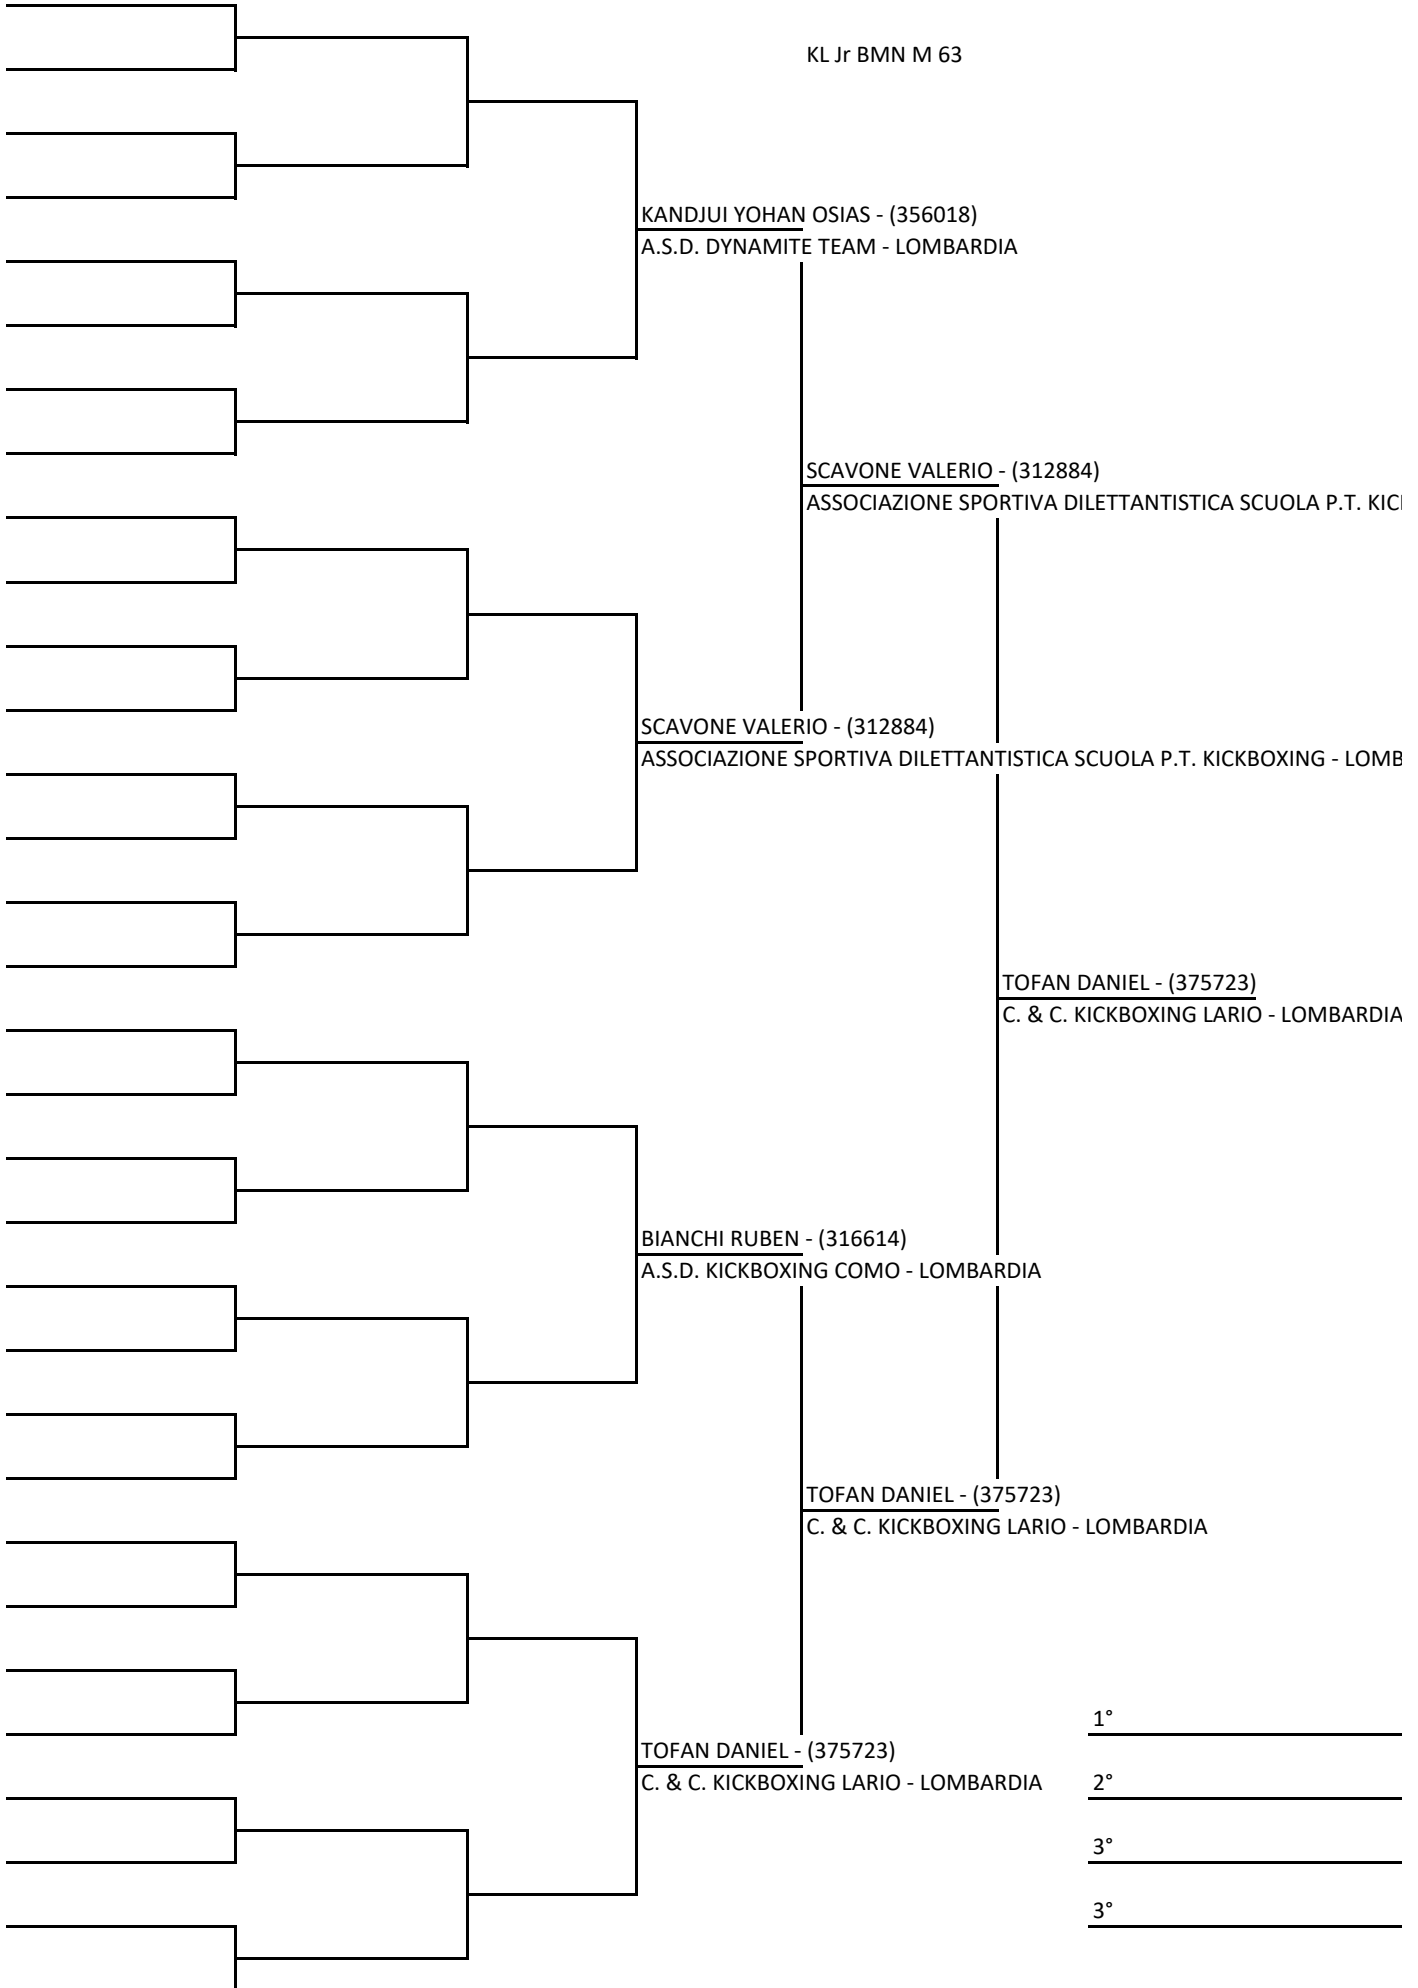 KL Jr BMN M 63
KANDJUI YOHAN OSIAS - (356018)
A.S.D. DYNAMITE TEAM - LOMBARDIA
SCAVONE VALERIO - (312884)
ASSOCIAZIONE SPORTIVA DILETTANTISTICA SCUOLA P.T. KIC
SCAVONE VALERIO - (312884)
ASSOCIAZIONE SPORTIVA DILETTANTISTICA SCUOLA P.T. KICKBOXING - LOMB
TOFAN DANIEL - (375723)
C. & C. KICKBOXING LARIO - LOMBARDIA
BIANCHI RUBEN - (316614)
A.S.D. KICKBOXING COMO - LOMBARDIA
TOFAN DANIEL - (375723)
C. & C. KICKBOXING LARIO - LOMBARDIA
TOFAN DANIEL - (375723)
C. & C. KICKBOXING LARIO - LOMBARDIA
1°
2°
3°
3°